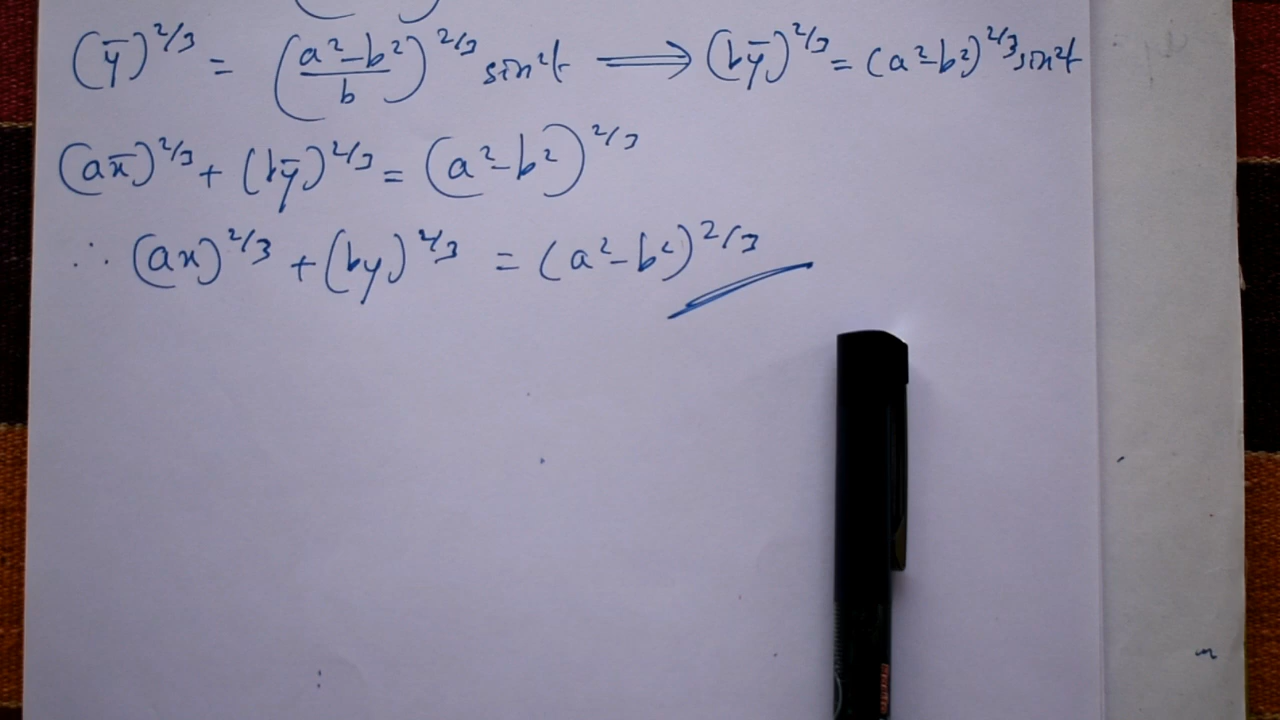 (ȳ)^2/3 = ((a²-b²)/b)^2/3 sin²t ⟹ (bȳ)^2/3 = (a²-b²)^2/3 sin²t
(ax̄)^2/3 + (bȳ)^2/3 = (a²-b²)^2/3
∴ (ax)^2/3 + (by)^2/3 = (a²-b²)^2/3